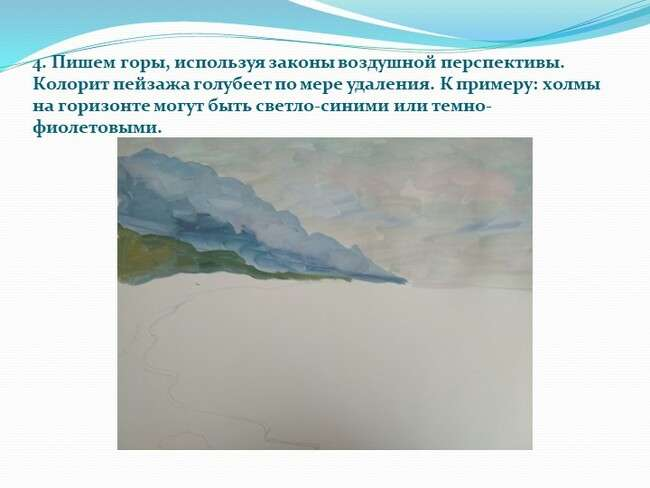 4. Пишем горы, используя законы воздушной перспективы.
Колорит пейзажа голубеет по мере удаления. К примеру: холмы
на горизонте могут быть светло-синими или темно-
фиолетовыми.